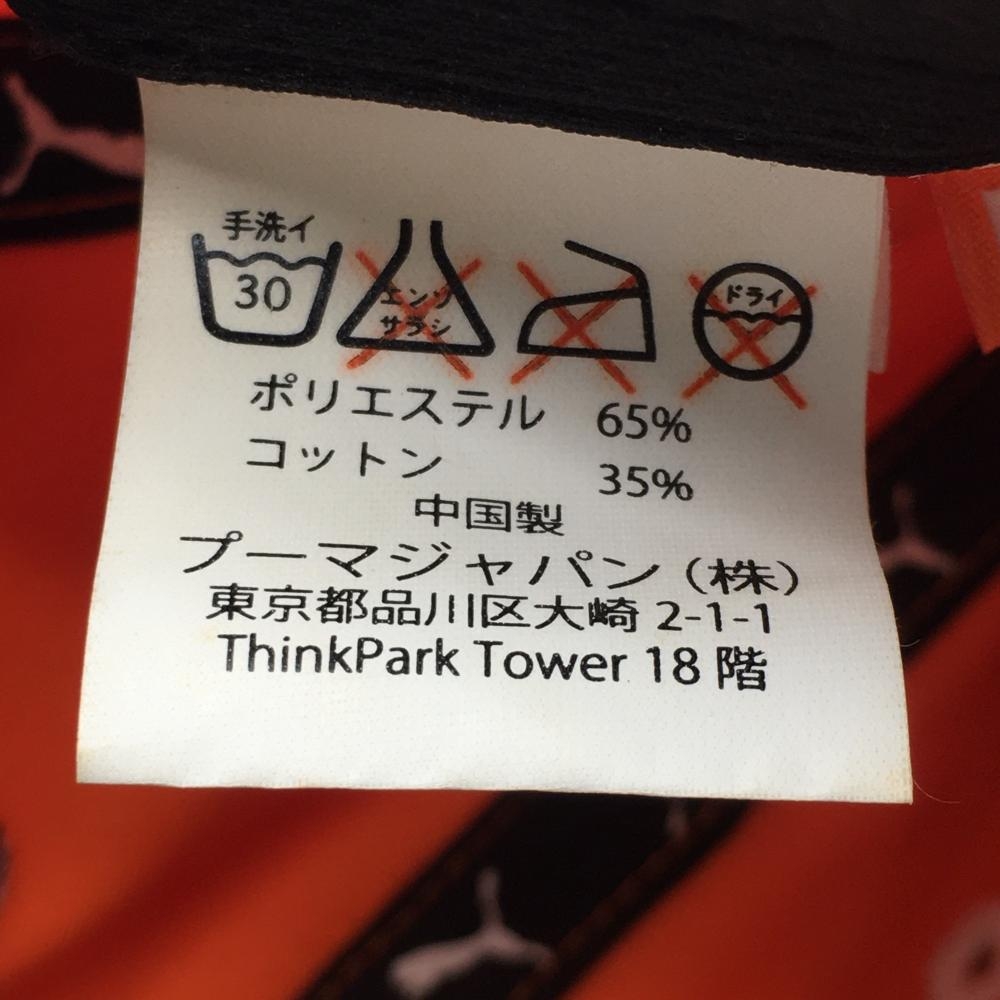 手洗イ
30
エンソ
サラシ
ドライ
ポリエステル 65%
コットン 35%
中国製
プーマジャパン（株）
東京都品川区大崎 2-1-1
ThinkPark Tower 18 階